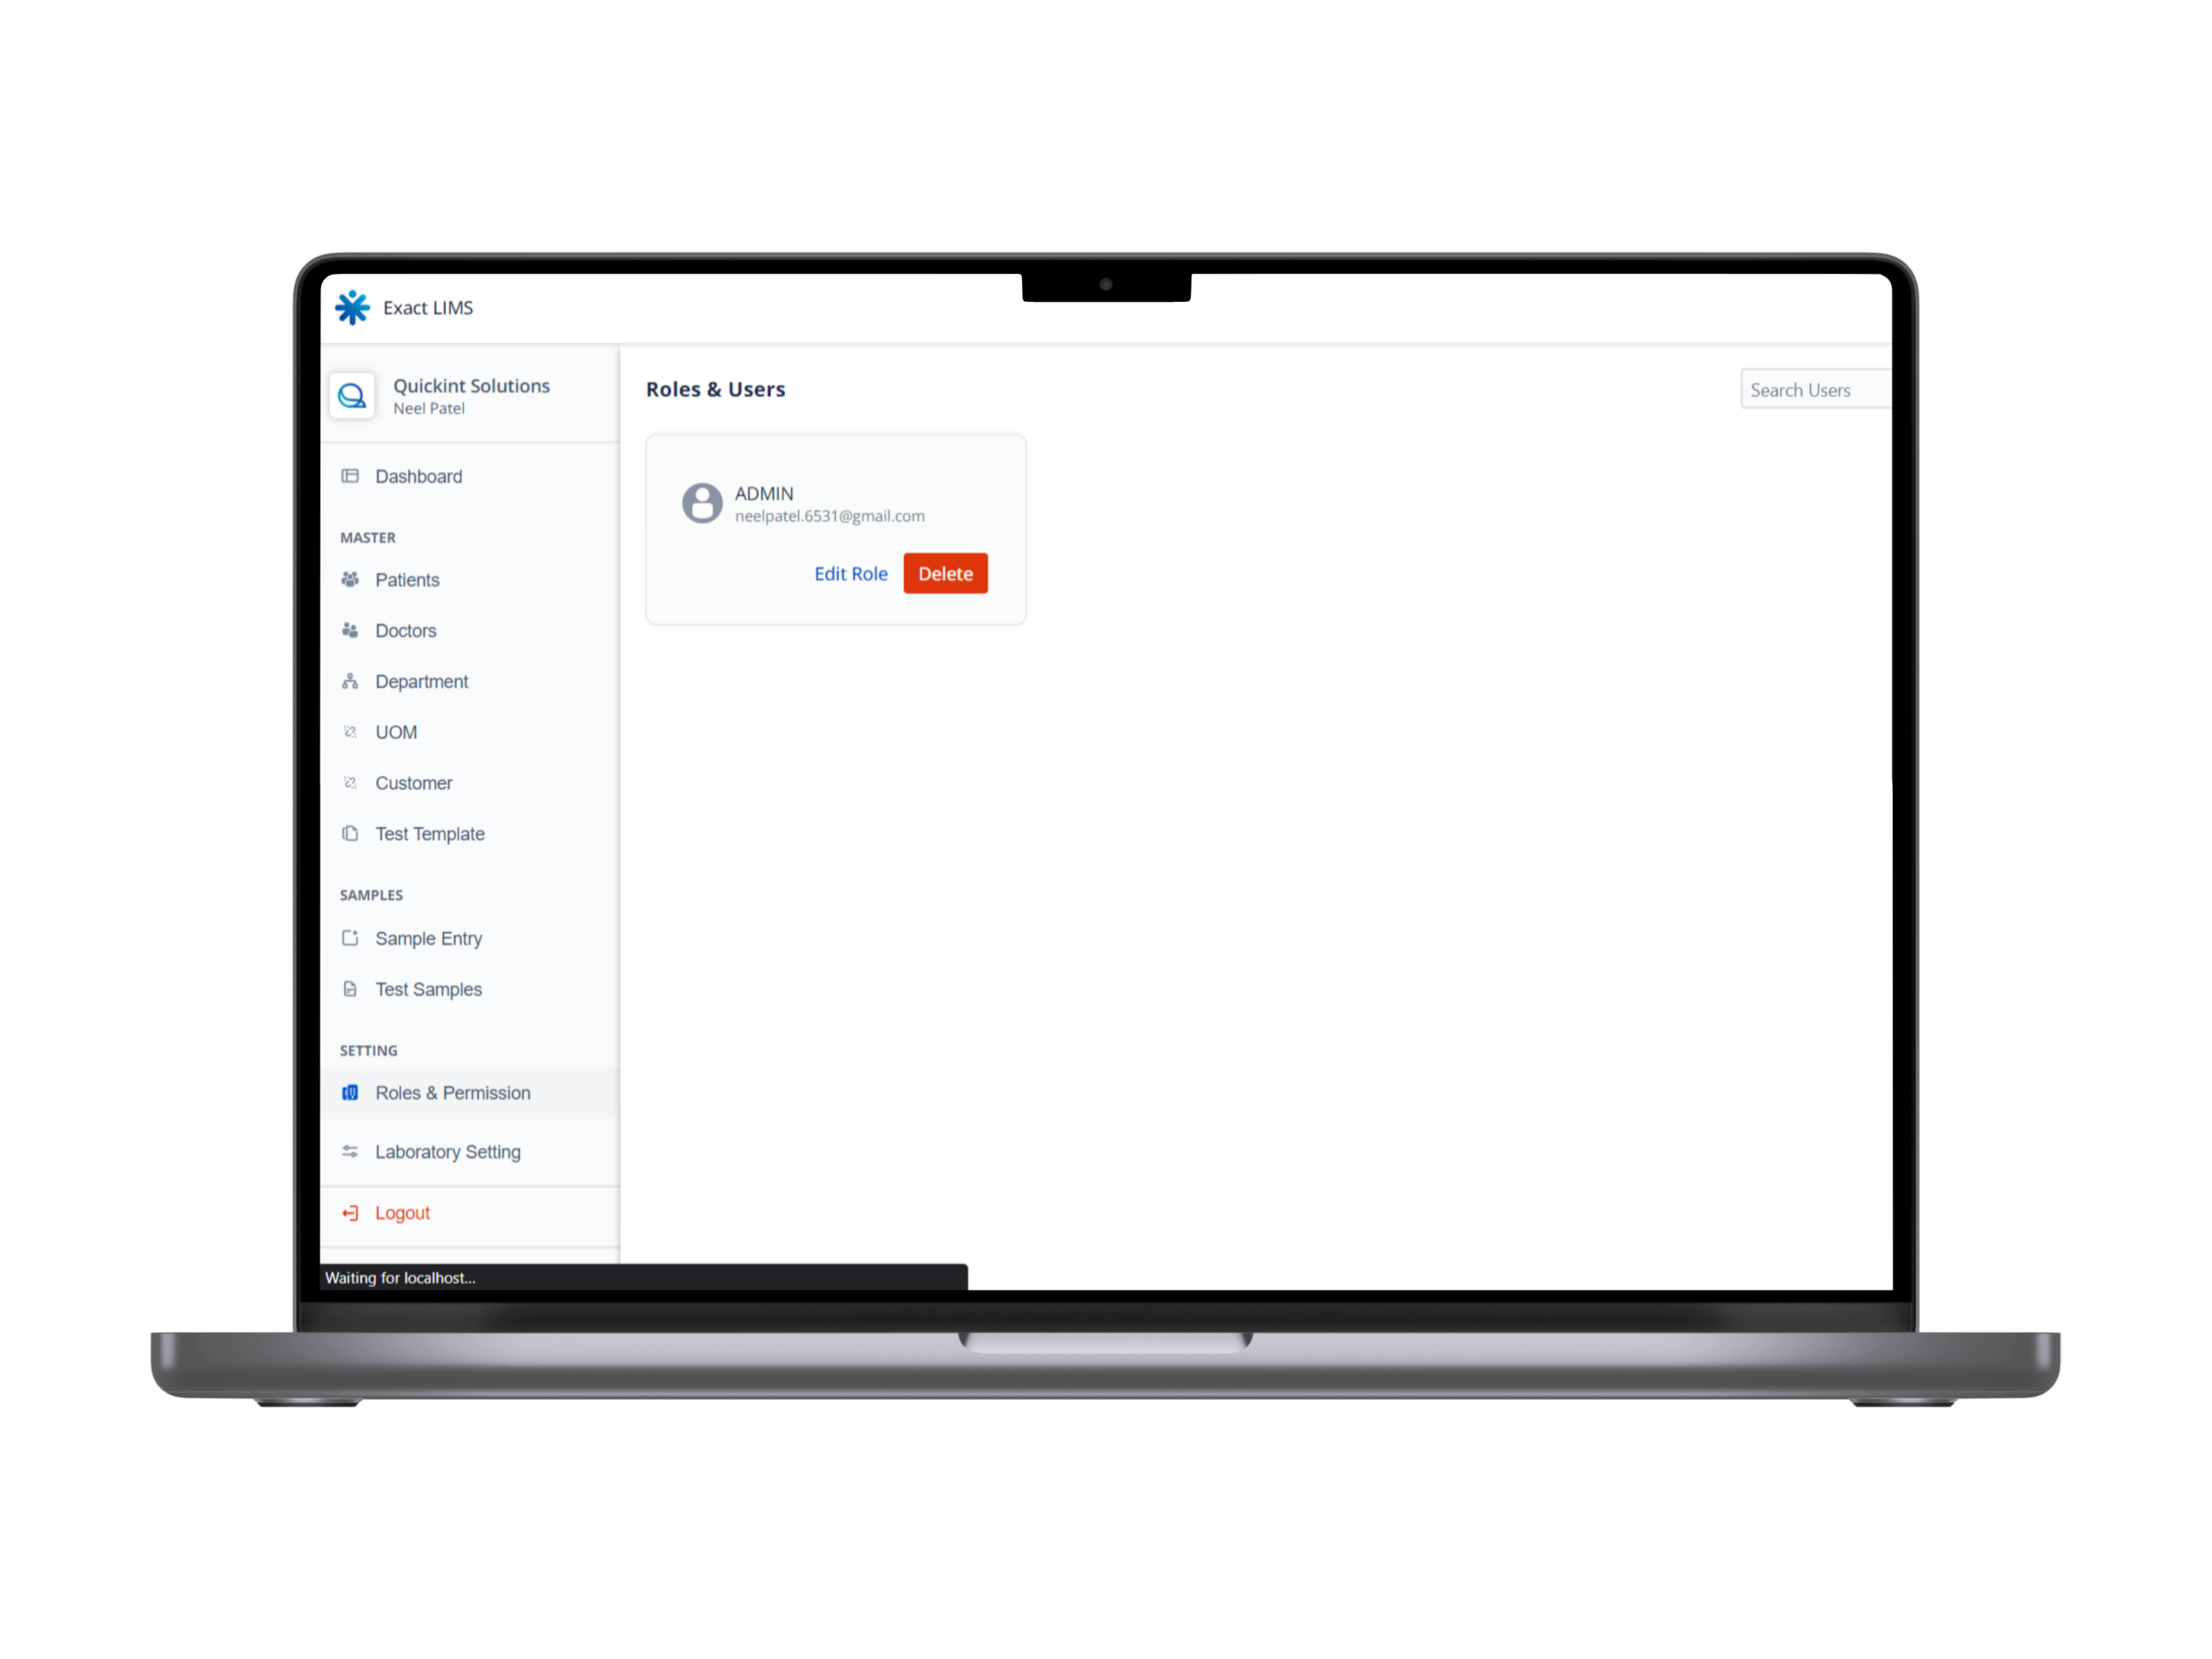 Exact LIMS
Quickint Solutions
Neel Patel
Dashboard
MASTER
Patients
Doctors
Department
UOM
Customer
Test Template
SAMPLES
Sample Entry
Test Samples
SETTING
Roles & Permission
Laboratory Setting
Logout
Waiting for localhost...
Roles & Users
Search Users
ADMIN
neelpatel.6531@gmail.com
Edit Role Delete